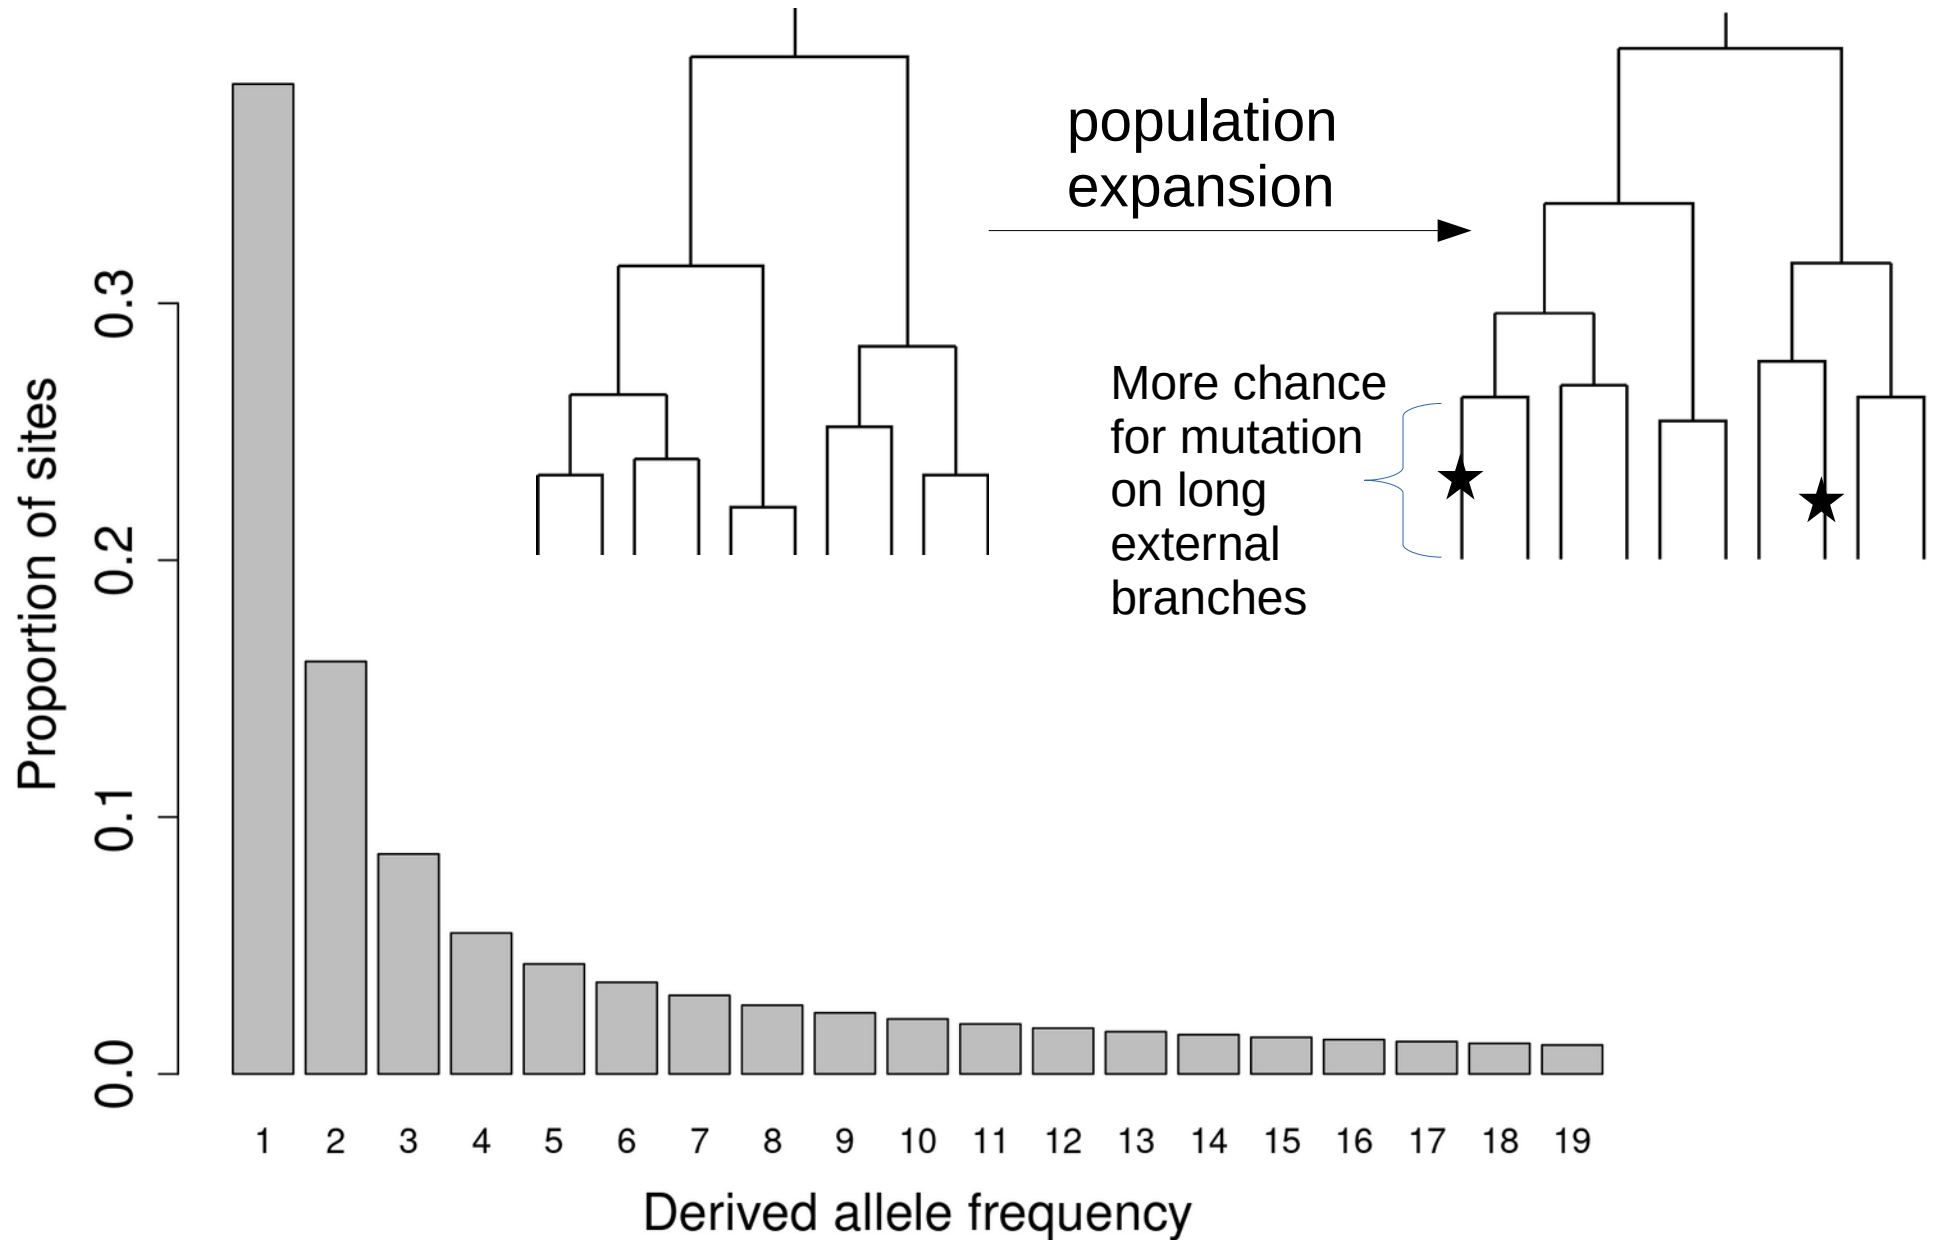 population
expansion
More chance
for mutation
on long
external
branches
Proportion of sites
0.3
0.2
0.1
0.0
1 2 3 4 5 6 7 8 9 10 11 12 13 14 15 16 17 18 19
Derived allele frequency